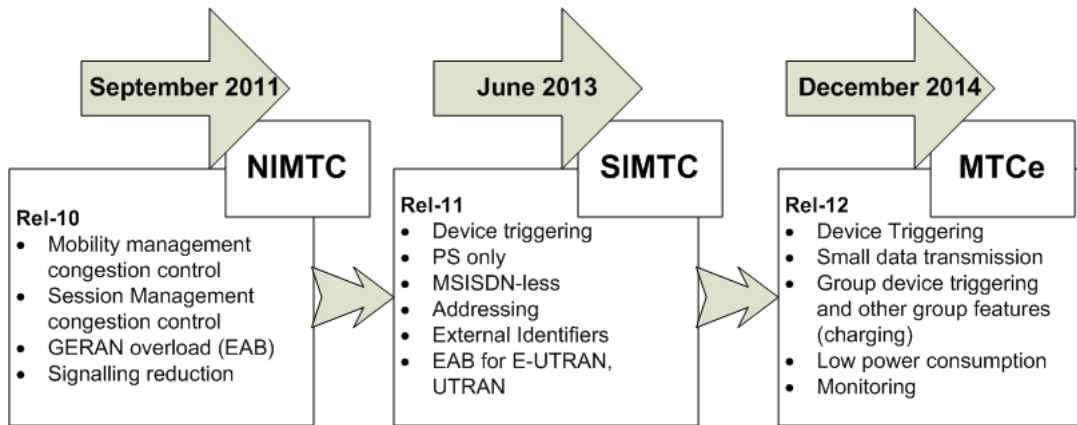 September 2011
NIMTC
Rel-10
• Mobility management
congestion control
• Session Management
congestion control
• GERAN overload (EAB)
• Signalling reduction
June 2013
SIMTC
Rel-11
• Device triggering
• PS only
• MSISDN-less
• Addressing
• External Identifiers
• EAB for E-UTRAN,
UTRAN
December 2014
MTCe
Rel-12
• Device Triggering
• Small data transmission
• Group device triggering
and other group features
(charging)
• Low power consumption
• Monitoring